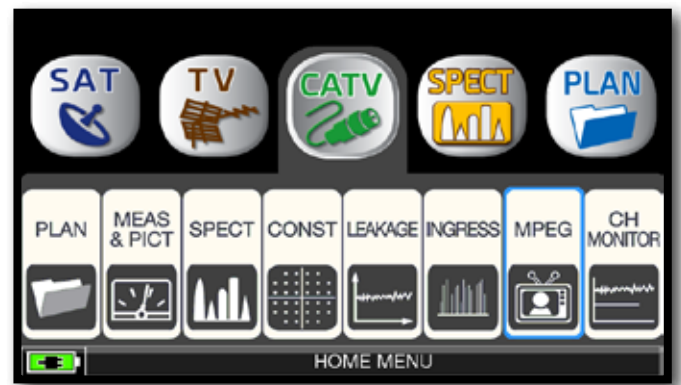 SAT
TV
CATV
SPECT
PLAN
PLAN
MEAS
& PICT
SPECT
CONST
LEAKAGE
INGRESS
MPEG
CH
MONITOR
HOME MENU